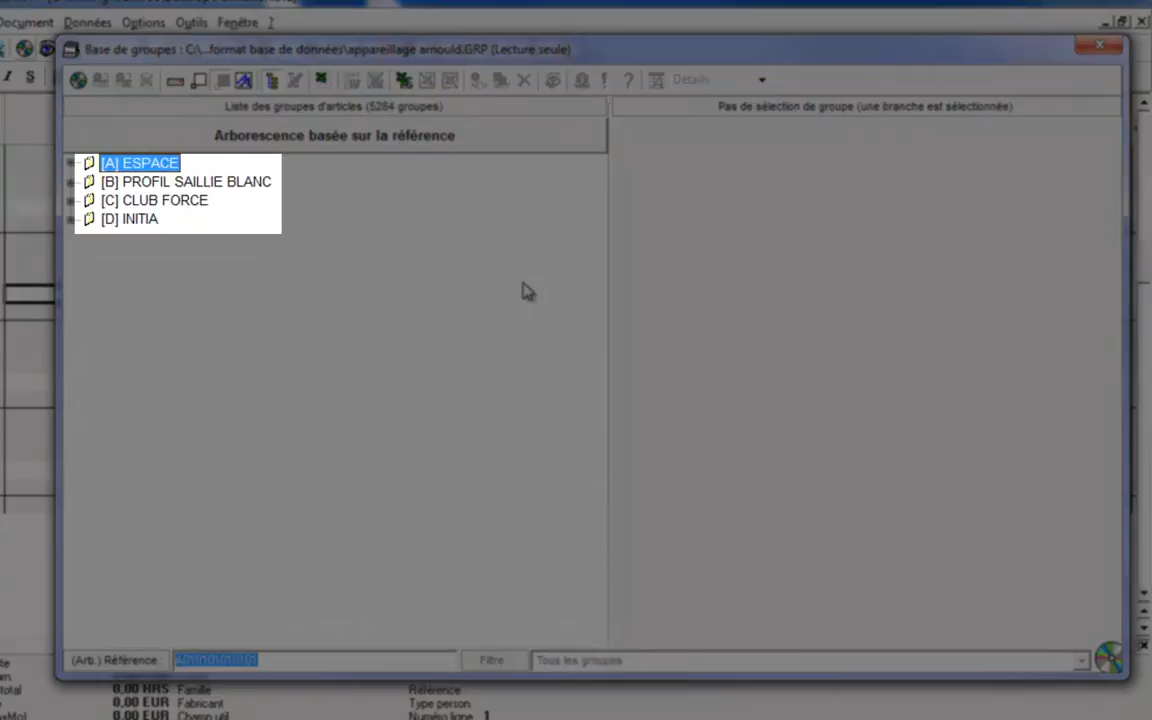 Document Données Options Outils Fenêtre ?
Base de groupes : C:\...format base de données\appareillage arnould.GRP (Lecture seule)
I S
Détails
Liste des groupes d'articles (5284 groupes)
Pas de sélection de groupe (une branche est sélectionnée)
Arborescence basée sur la référence
[A] ESPACE
[B] PROFIL SAILLIE BLANC
[C] CLUB FORCE
[D] INITIA
(Arb.) Référence :
Filtre
Tous les groupes
0,00 HRS Famille
Référence
0,00 EUR Fabricant
Type person
0,00 EUR Champ util
Numéro ligne 1